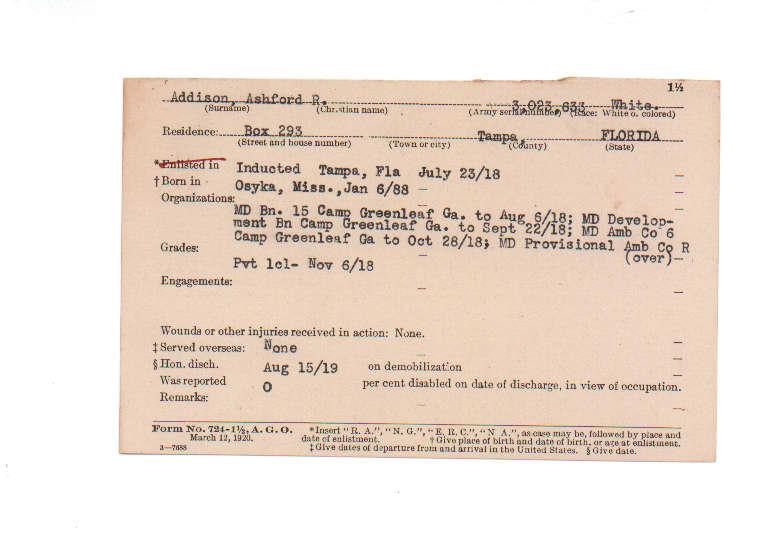 1½
Addison, Ashford R. 3,023,633 White.
(Surname) (Christian name) (Army serial number) (Race: White o. colored)
Residence: Box 293 Tampa, FLORIDA
(Street and house number) (Town or city) (County) (State)
*Enlisted in Inducted Tampa, Fla July 23/18
† Born in Osyka, Miss., Jan 6/88
Organizations:
MD Bn. 15 Camp Greenleaf Ga. to Aug 6/18; MD Develop-
ment Bn Camp Greenleaf Ga. to Sept 22/18; MD Amb Co 6
Camp Greenleaf Ga to Oct 28/18; MD Provisional Amb Co R
Grades: (over)
Pvt 1cl- Nov 6/18
Engagements:
Wounds or other injuries received in action: None.
‡ Served overseas: None
§ Hon. disch. Aug 15/19 on demobilization
Was reported 0 per cent disabled on date of discharge, in view of occupation.
Remarks:
Form No. 724-1½, A. G. O. *Insert "R. A.", "N. G.", "E. R. C.", "N A.", as case may be, followed by place and
March 12, 1920. date of enlistment. † Give place of birth and date of birth, or age at enlistment.
3—7688 ‡ Give dates of departure from and arrival in the United States. § Give date.